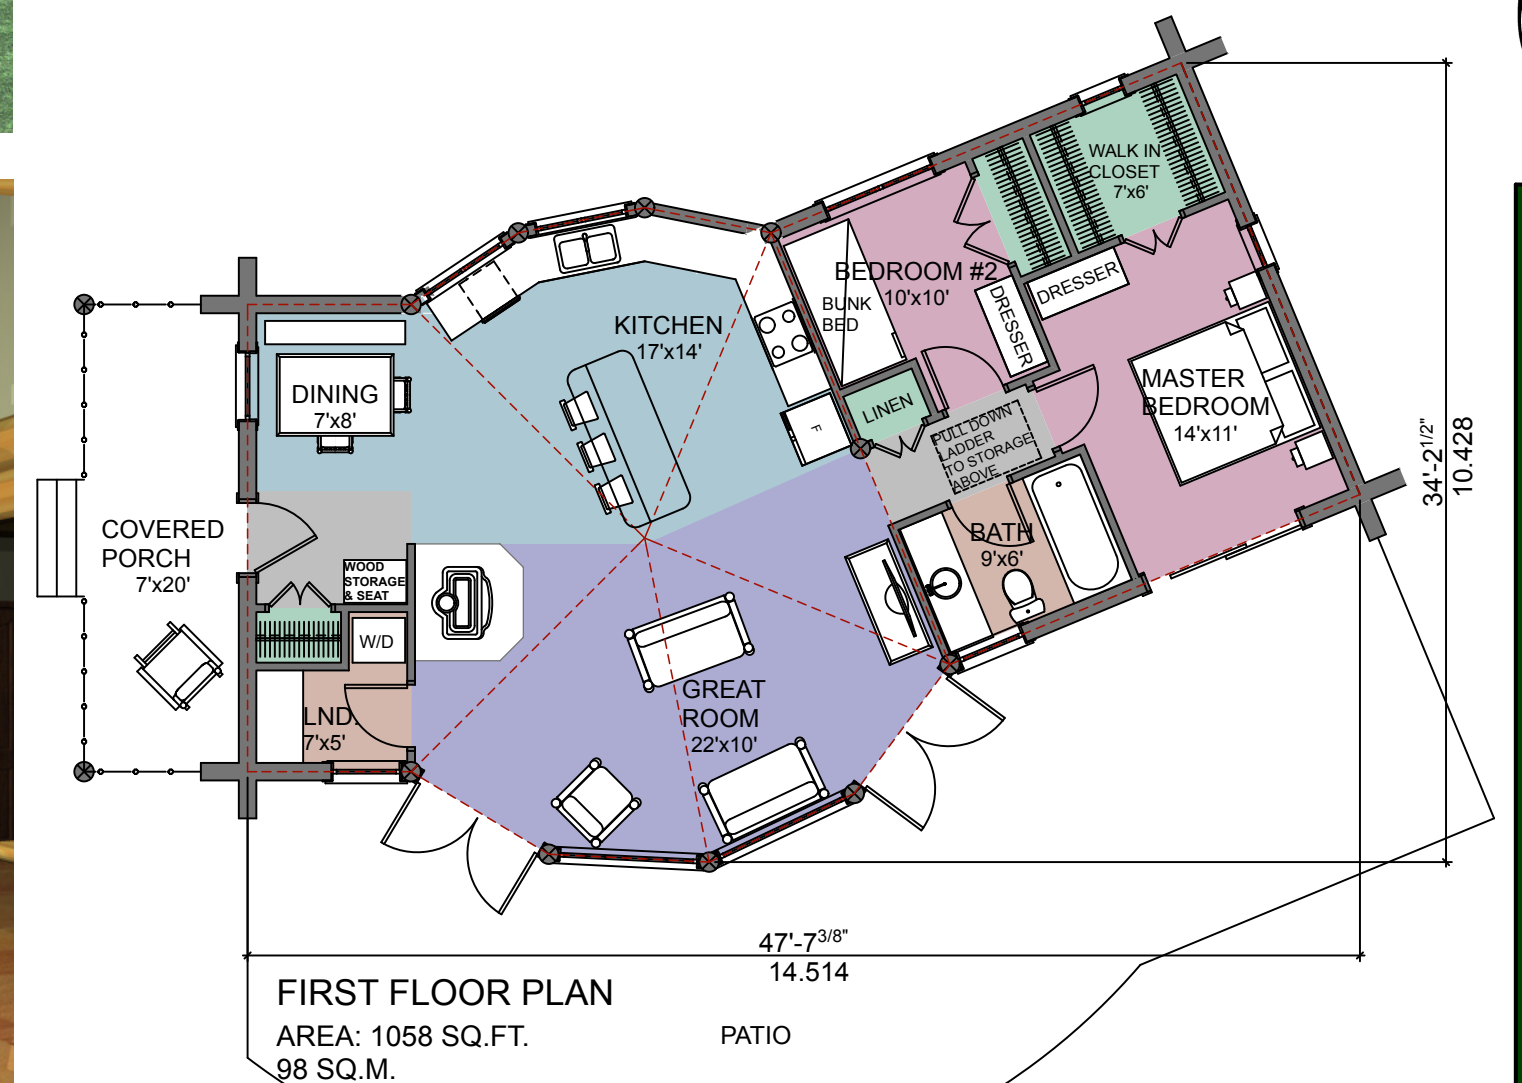 WALK IN
CLOSET
7'x6'
BEDROOM #2
10'x10'
BUNK
BED
DRESSER
DRESSER
KITCHEN
17'x14'
DINING
7'x8'
MASTER
BEDROOM
14'x11'
LINEN
F
PULL DOWN
LADDER
TO STORAGE
ABOVE
34'-2 1/2"
10.428
COVERED
PORCH
7'x20'
BATH
9'x6'
WOOD
STORAGE
& SEAT
W/D
LND.
7'x5'
GREAT
ROOM
22'x10'
47'-7 3/8"
14.514
FIRST FLOOR PLAN
AREA: 1058 SQ.FT.
98 SQ.M.
PATIO